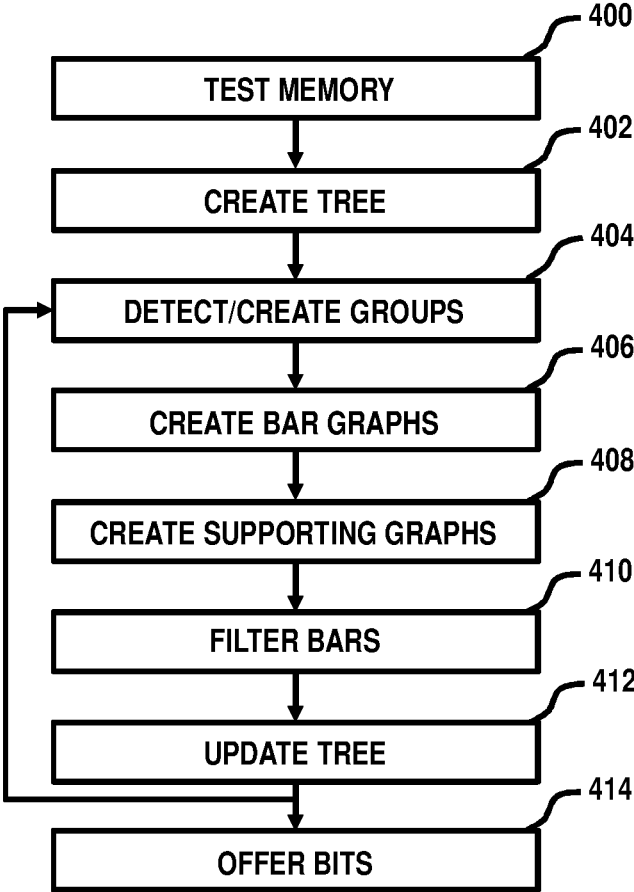 400
TEST MEMORY
402
CREATE TREE
404
DETECT/CREATE GROUPS
406
CREATE BAR GRAPHS
408
CREATE SUPPORTING GRAPHS
410
FILTER BARS
412
UPDATE TREE
414
OFFER BITS